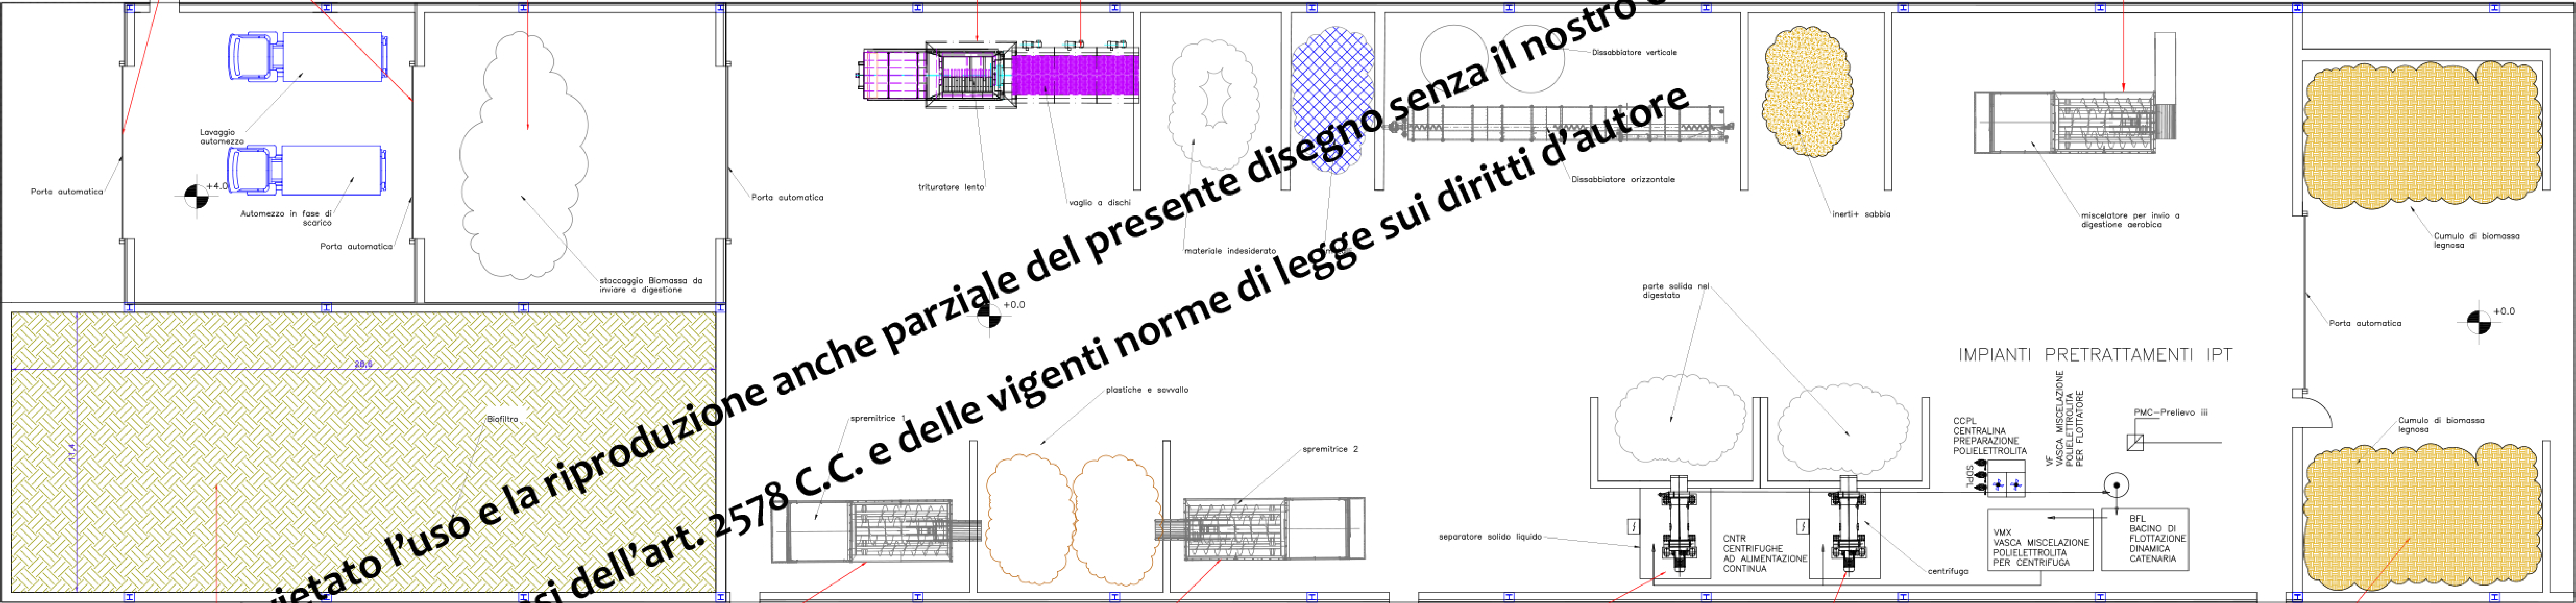 Lavaggio
automezzo
+4.0
Porta automatica
Automezzo in fase di
scarico
Porta automatica
stoccaggio Biomassa da
inviare a digestione
Porta automatica
28,6
11,4
Biofiltro
trituratore lento
vaglio a dischi
materiale indesiderato
Dissabbiatore verticale
Dissabbiatore orizzontale
inerti+ sabbia
miscelatore per invio a
digestione aerobica
Cumulo di biomassa
legnosa
+0.0
parte solida nel
digestato
+0.0
Porta automatica
IMPIANTI PRETRATTAMENTI IPT
plastiche e sovvallo
spremitrice 1
spremitrice 2
CCPL
CENTRALINA
PREPARAZIONE
POLIELETTROLITA
VF
VASCA MISCELAZIONE
POLIELETTROLITA
PER FLOTTATORE
PMC-Prelievo iii
Cumulo di biomassa
legnosa
SDPL
separatore solido liquido
CNTR
CENTRIFUGHE
AD ALIMENTAZIONE
CONTINUA
centrifuga
VMX
VASCA MISCELAZIONE
POLIELETTROLITA
PER CENTRIFUGA
BFL
BACINO DI
FLOTTAZIONE
DINAMICA
CATENARIA
ietato l'uso e la riproduzione anche parziale del presente disegno senza il nostro
si dell'art. 2578 C.C. e delle vigenti norme di legge sui diritti d'autore